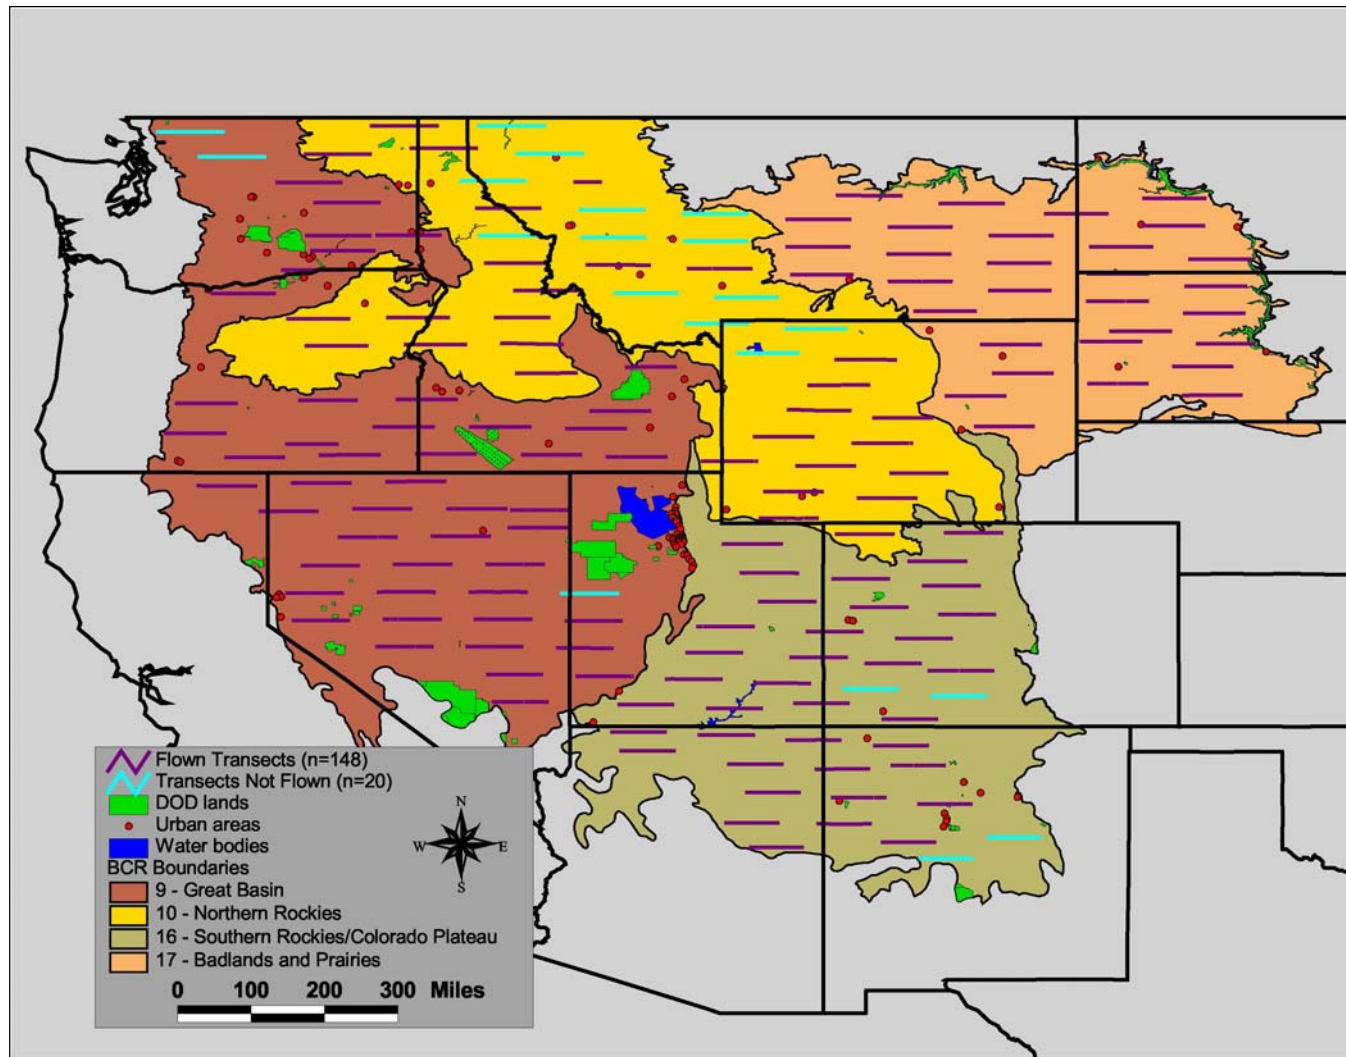 Flown Transects (n=148)
Transects Not Flown (n=20)
DOD lands
Urban areas
Water bodies
BCR Boundaries
9 - Great Basin
10 - Northern Rockies
16 - Southern Rockies/Colorado Plateau
17 - Badlands and Prairies
N
W E
S
0 100 200 300 Miles